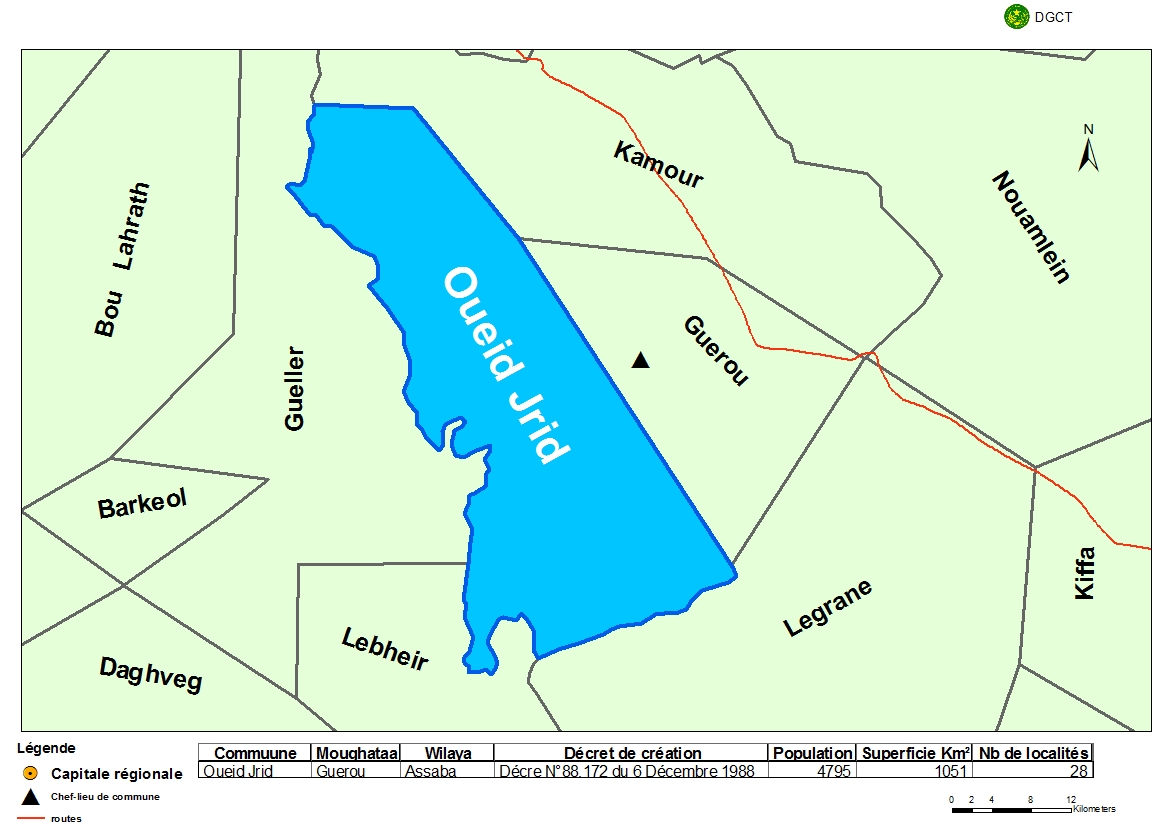 DGCT
N
Kamour
Nouamlein
Bou Lahrath
Oueid Jrid
Guerou
Gueller
Barkeol
Kiffa
Legrane
Lebheir
Daghveg
Légende
Capitale régionale
Chef-lieu de commune
routes
Commuune Moughataa Wilaya Décret de création Population Superficie Km² Nb de localités
Oueid Jrid Guerou Assaba Décre N°88.172 du 6 Décembre 1988 4795 1051 28
0 2 4 8 12
Kilometers